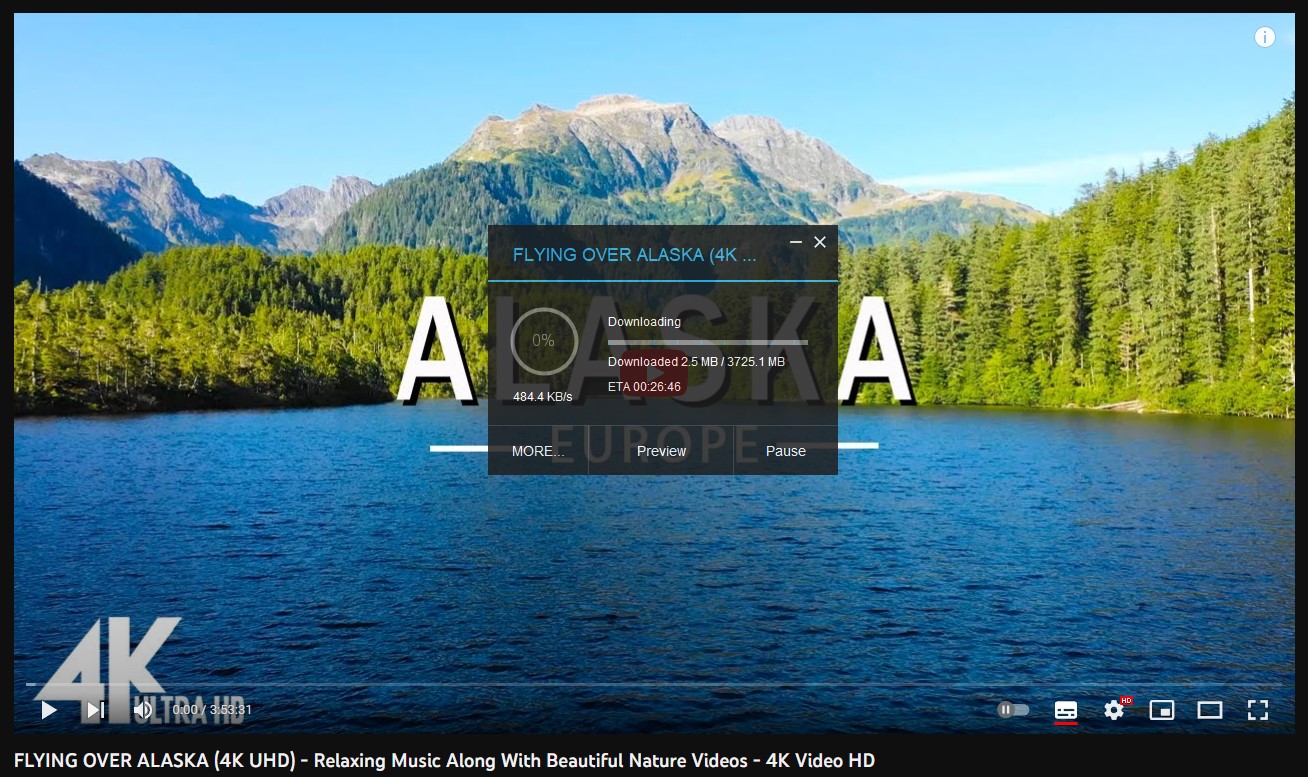 FLYING OVER ALASKA (4K ...
ALASKA
Downloading
0%
Downloaded 2.5 MB / 3725.1 MB
ETA 00:26:46
484.4 KB/s
EUROPE
MORE...
Preview
Pause
4K
ULTRA HD
0:00 / 3:53:31
HD
FLYING OVER ALASKA (4K UHD) - Relaxing Music Along With Beautiful Nature Videos - 4K Video HD